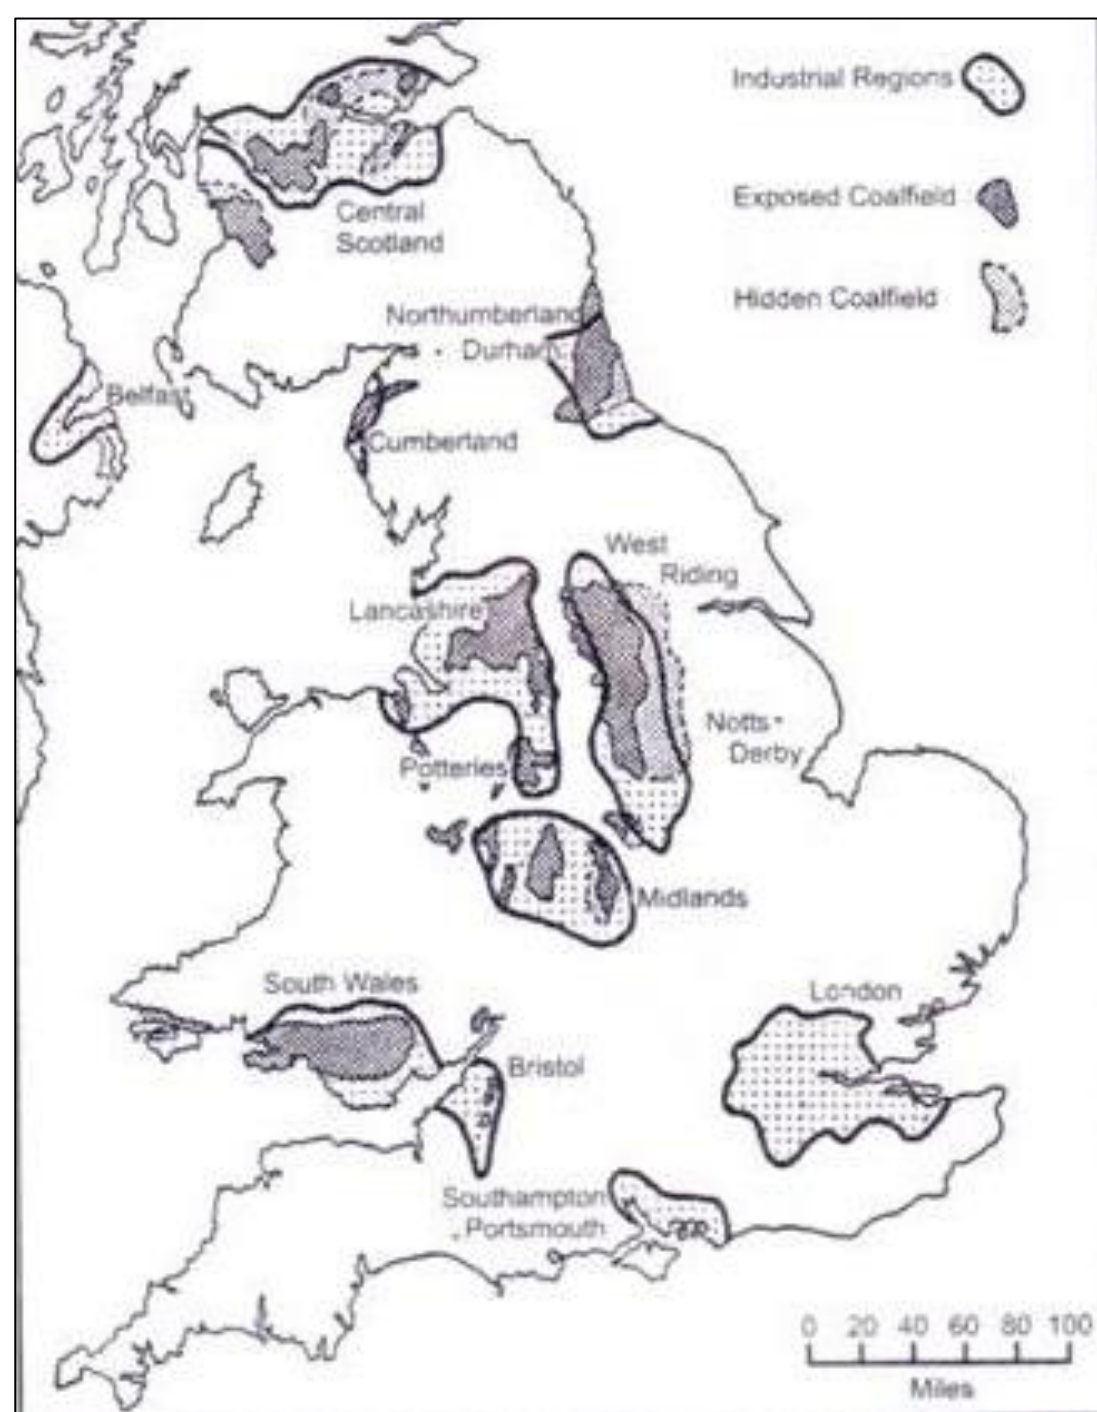 Industrial Regions
Exposed Coalfield
Hidden Coalfield
Central
Scotland
Northumberland
Durham
Belfast
Cumberland
West
Riding
Lancashire
Notts
Derby
Potteries
Midlands
South Wales
London
Bristol
Southampton
Portsmouth
0 20 40 60 80 100
Miles